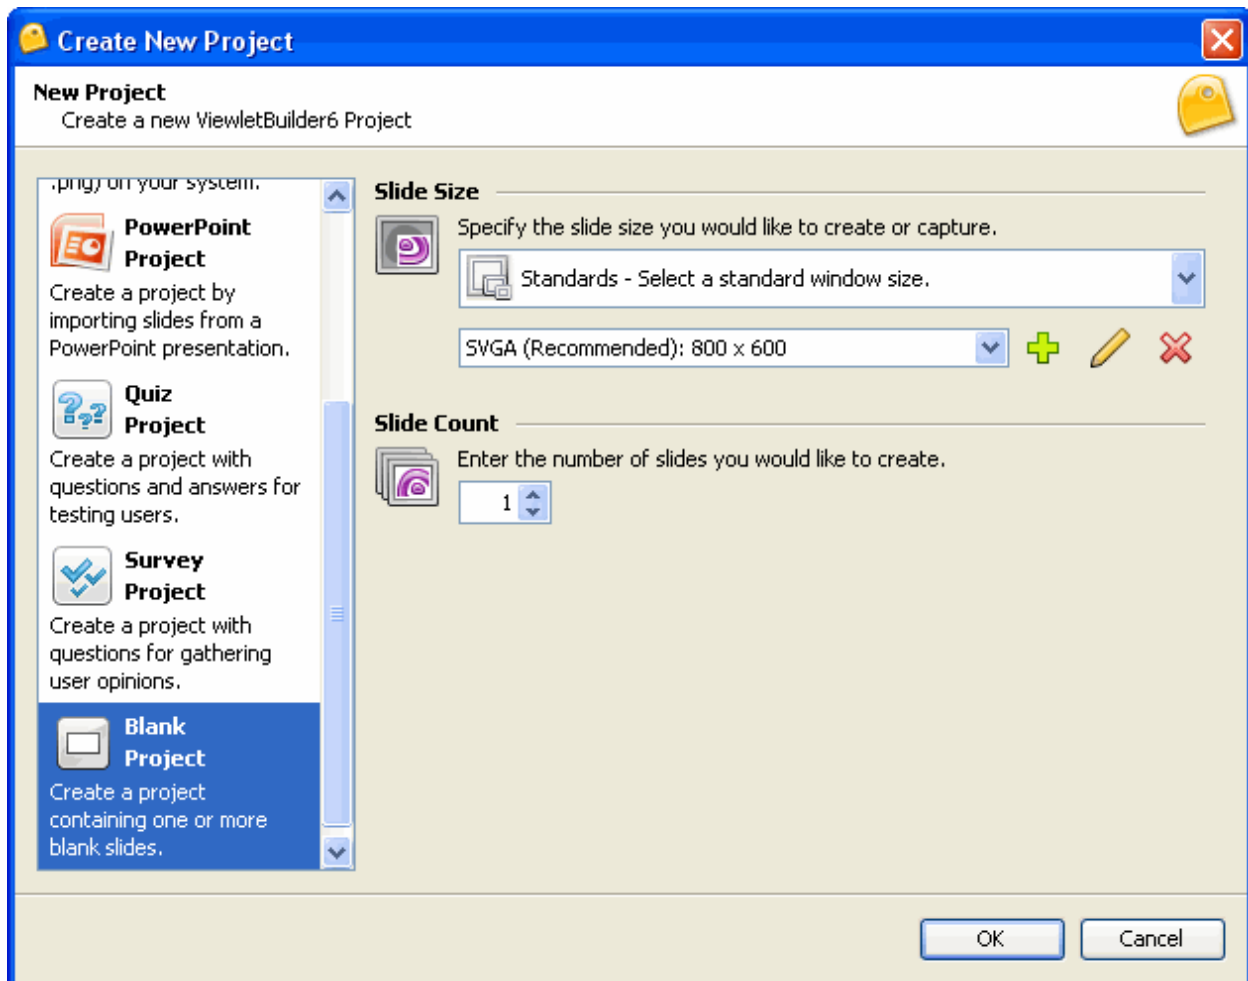 Create New Project
New Project
Create a new ViewletBuilder6 Project
.png) on your system.
PowerPoint
Project
Create a project by
importing slides from a
PowerPoint presentation.
Quiz
Project
Create a project with
questions and answers for
testing users.
Survey
Project
Create a project with
questions for gathering
user opinions.
Blank
Project
Create a project
containing one or more
blank slides.
Slide Size
Specify the slide size you would like to create or capture.
Standards - Select a standard window size.
SVGA (Recommended): 800 x 600
Slide Count
Enter the number of slides you would like to create.
1
OK
Cancel